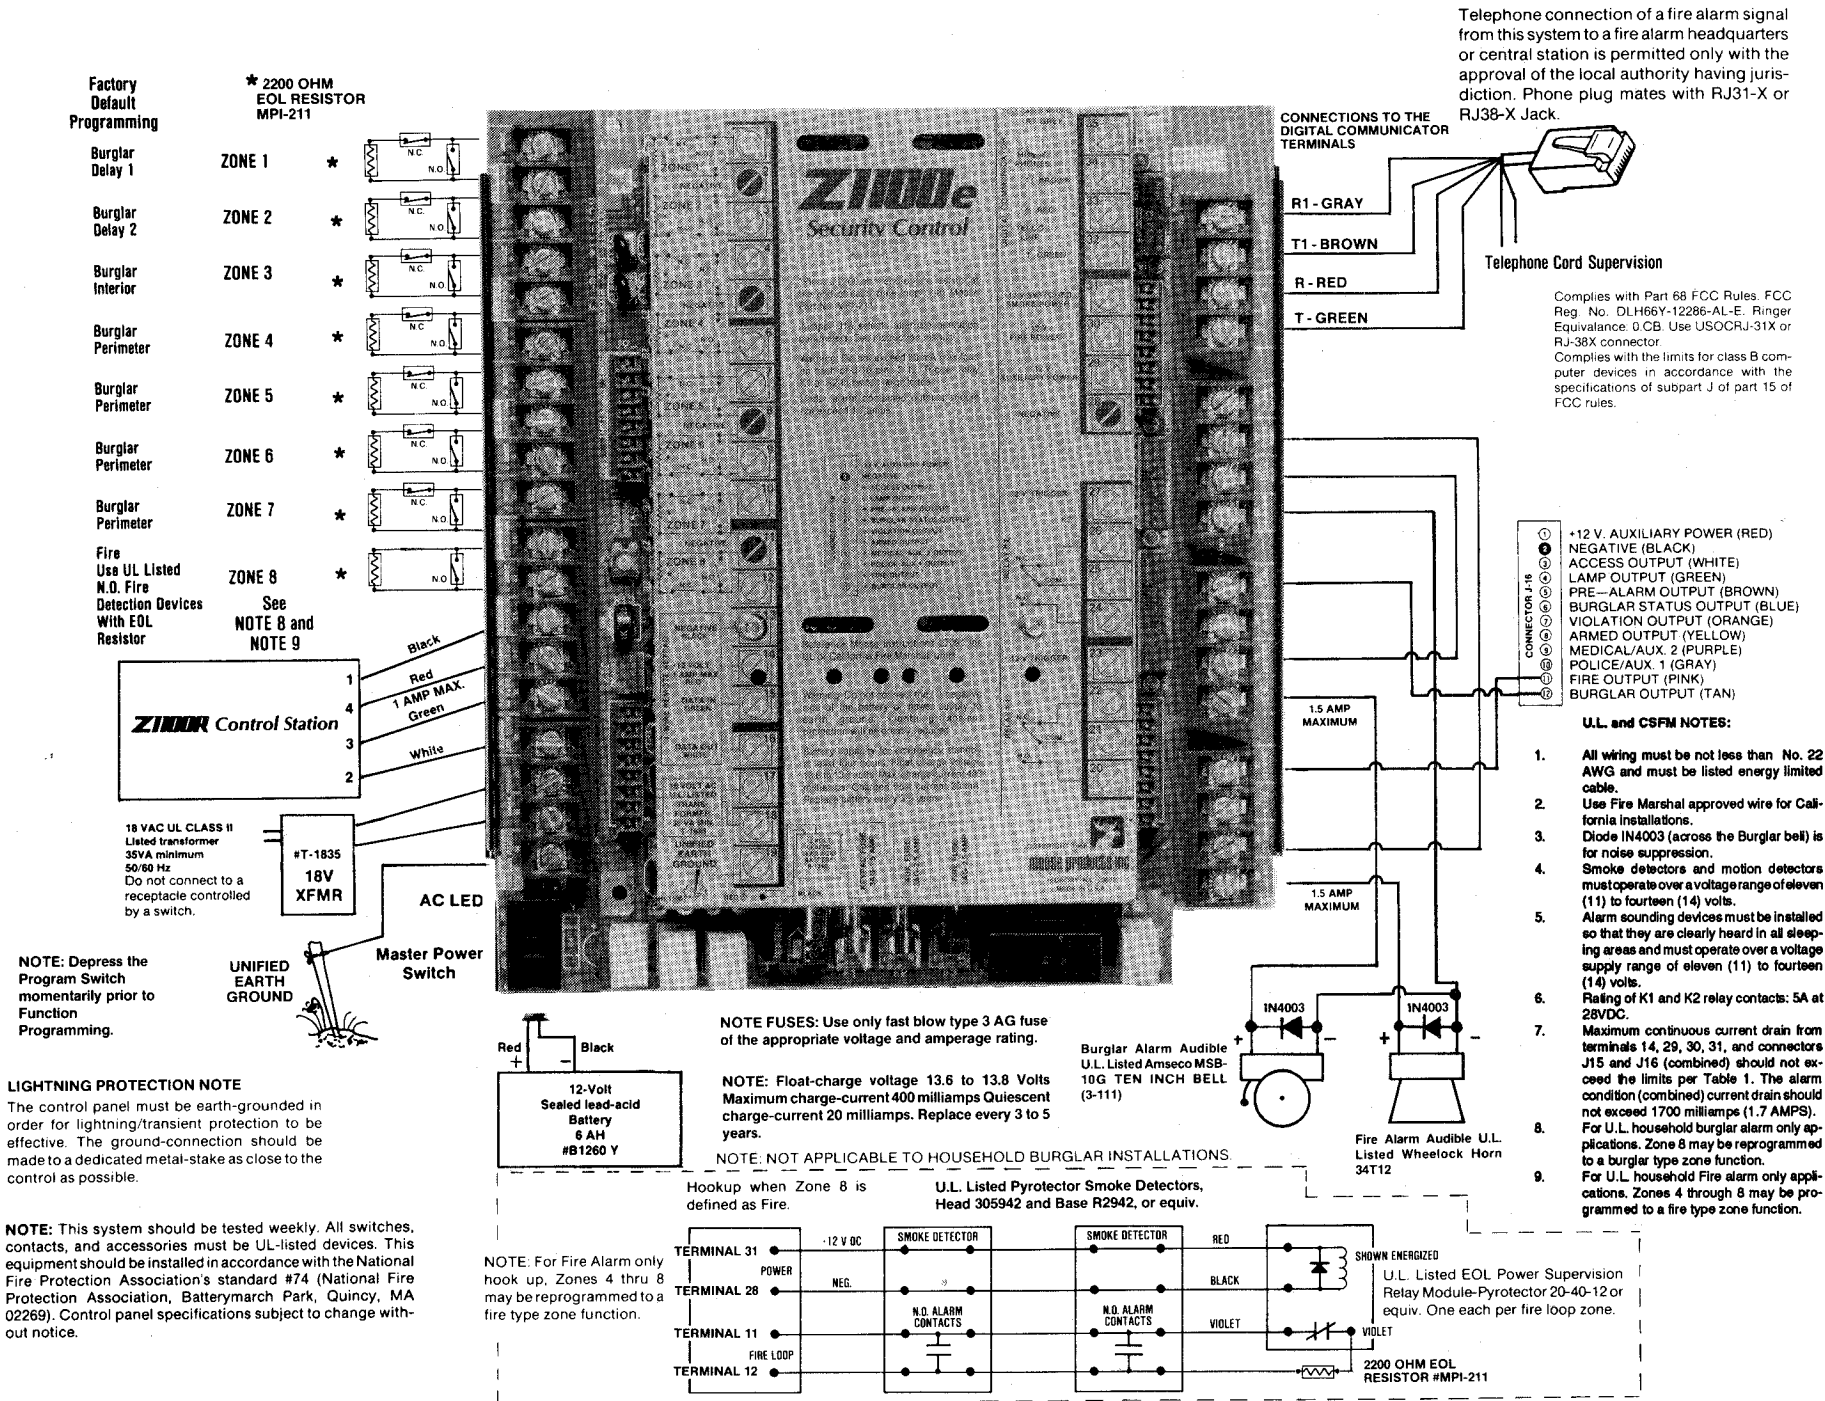 Telephone connection of a fire alarm signal
from this system to a fire alarm headquarters
or central station is permitted only with the
approval of the local authority having juris-
diction. Phone plug mates with RJ31-X or
RJ38-X Jack.
Factory
Default
Programming
* 2200 OHM
EOL RESISTOR
MPI-211
Burglar
Delay 1
ZONE 1 *
N.C.
N.O.
Burglar
Delay 2
ZONE 2 *
N.C.
N.O.
Burglar
Interior
ZONE 3 *
N.C.
N.O.
Burglar
Perimeter
ZONE 4 *
N.C.
N.O.
Burglar
Perimeter
ZONE 5 *
N.C.
N.O.
Burglar
Perimeter
ZONE 6 *
N.C.
N.O.
Burglar
Perimeter
ZONE 7 *
N.C.
N.O.
Fire
Use UL Listed
N.O. Fire
Detection Devices
With EOL
Resistor
ZONE 8 *
N.O.
See
NOTE 8 and
NOTE 9
Z1100e
Security Control
ZONE 7
NEGATIVE
UNIFIED
EARTH
GROUND
moose products inc
CONNECTIONS TO THE
DIGITAL COMMUNICATOR
TERMINALS
R1 - GRAY
T1 - BROWN
R - RED
T - GREEN
Telephone Cord Supervision
Complies with Part 68 FCC Rules. FCC
Reg. No. DLH66Y-12286-AL-E. Ringer
Equivalance: 0.CB. Use USOCRJ-31X or
RJ-38X connector.
Complies with the limits for class B com-
puter devices in accordance with the
specifications of subpart J of part 15 of
FCC rules.
CONNECTOR J-16
1 +12 V. AUXILIARY POWER (RED)
2 NEGATIVE (BLACK)
3 ACCESS OUTPUT (WHITE)
4 LAMP OUTPUT (GREEN)
5 PRE—ALARM OUTPUT (BROWN)
6 BURGLAR STATUS OUTPUT (BLUE)
7 VIOLATION OUTPUT (ORANGE)
8 ARMED OUTPUT (YELLOW)
9 MEDICAL/AUX. 2 (PURPLE)
10 POLICE/AUX. 1 (GRAY)
11 FIRE OUTPUT (PINK)
12 BURGLAR OUTPUT (TAN)
Black
Red
1 AMP MAX.
Green
White
1
4
3
2
Z1100R Control Station
18 VAC UL CLASS II
Listed transformer
35VA minimum
50/60 Hz
Do not connect to a
receptacle controlled
by a switch.
#T-1835
18V
XFMR
AC LED
Master Power
Switch
UNIFIED
EARTH
GROUND
NOTE: Depress the
Program Switch
momentarily prior to
Function
Programming.
1.5 AMP
MAXIMUM
1.5 AMP
MAXIMUM
U.L. and CSFM NOTES:
1. All wiring must be not less than No. 22
AWG and must be listed energy limited
cable.
2. Use Fire Marshal approved wire for Cali-
fornia installations.
3. Diode IN4003 (across the Burglar bell) is
for noise suppression.
4. Smoke detectors and motion detectors
must operate over a voltage range of eleven
(11) to fourteen (14) volts.
5. Alarm sounding devices must be installed
so that they are clearly heard in all sleep-
ing areas and must operate over a voltage
supply range of eleven (11) to fourteen
(14) volts.
6. Rating of K1 and K2 relay contacts: 5A at
28VDC.
7. Maximum continuous current drain from
terminals 14, 29, 30, 31, and connectors
J15 and J16 (combined) should not ex-
ceed the limits per Table 1. The alarm
condition (combined) current drain should
not exceed 1700 milliamps (1.7 AMPS).
8. For U.L. household burglar alarm only ap-
plications. Zone 8 may be reprogrammed
to a burglar type zone function.
9. For U.L. household Fire alarm only appli-
cations. Zones 4 through 8 may be pro-
grammed to a fire type zone function.
Red
+
Black
−
12-Volt
Sealed lead-acid
Battery
6 AH
#B1260 Y
NOTE FUSES: Use only fast blow type 3 AG fuse
of the appropriate voltage and amperage rating.
NOTE: Float-charge voltage 13.6 to 13.8 Volts
Maximum charge-current 400 milliamps Quiescent
charge-current 20 milliamps. Replace every 3 to 5
years.
NOTE: NOT APPLICABLE TO HOUSEHOLD BURGLAR INSTALLATIONS.
1N4003
+ −
1N4003
+ −
Burglar Alarm Audible
U.L. Listed Amseco MSB-
10G TEN INCH BELL
(3-111)
Fire Alarm Audible U.L.
Listed Wheelock Horn
34T12
LIGHTNING PROTECTION NOTE
The control panel must be earth-grounded in
order for lightning/transient protection to be
effective. The ground-connection should be
made to a dedicated metal-stake as close to the
control as possible.
NOTE: This system should be tested weekly. All switches,
contacts, and accessories must be UL-listed devices. This
equipment should be installed in accordance with the National
Fire Protection Association's standard #74 (National Fire
Protection Association, Batterymarch Park, Quincy, MA
02269). Control panel specifications subject to change with-
out notice.
Hookup when Zone 8 is
defined as Fire.
U.L. Listed Pyrotector Smoke Detectors,
Head 305942 and Base R2942, or equiv.
NOTE: For Fire Alarm only
hook up, Zones 4 thru 8
may be reprogrammed to a
fire type zone function.
TERMINAL 31
POWER
TERMINAL 28
TERMINAL 11
FIRE LOOP
TERMINAL 12
+12 V DC
NEG.
SMOKE DETECTOR
N.O. ALARM
CONTACTS
SMOKE DETECTOR
N.O. ALARM
CONTACTS
RED
BLACK
VIOLET
SHOWN ENERGIZED
VIOLET
U.L. Listed EOL Power Supervision
Relay Module-Pyrotector 20-40-12 or
equiv. One each per fire loop zone.
2200 OHM EOL
RESISTOR #MPI-211